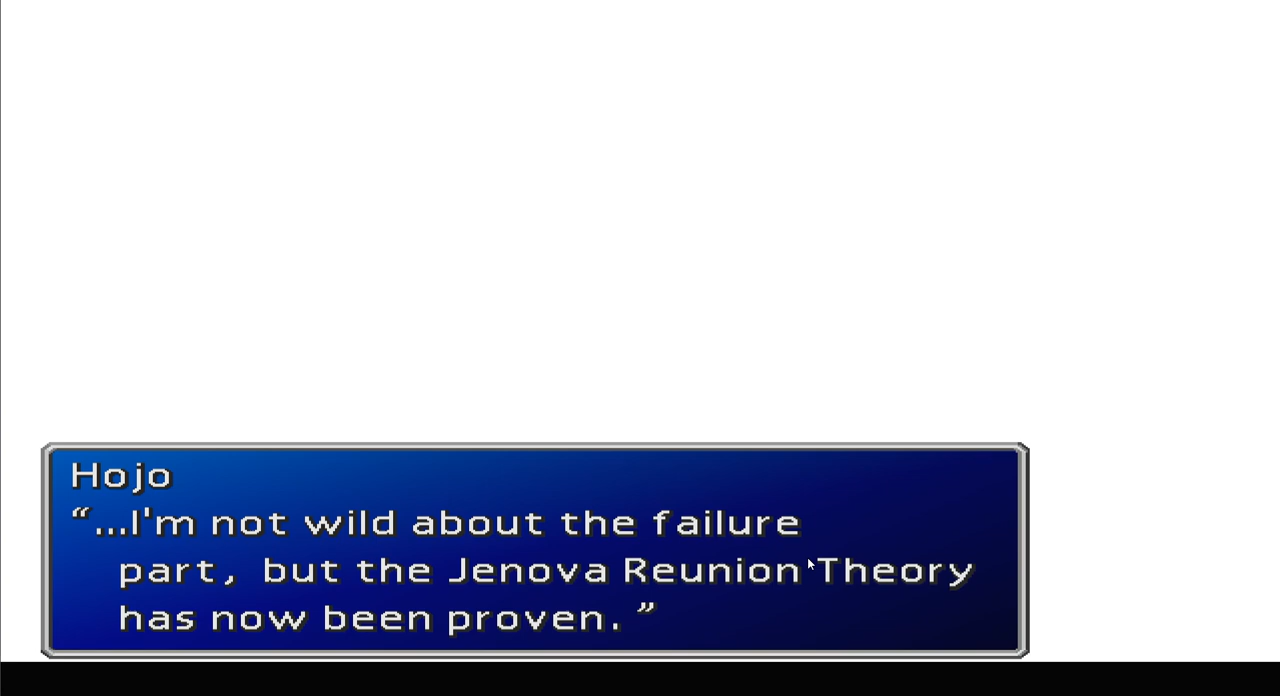 Hojo
“...I'm not wild about the failure
part, but the Jenova Reunion Theory
has now been proven. ”